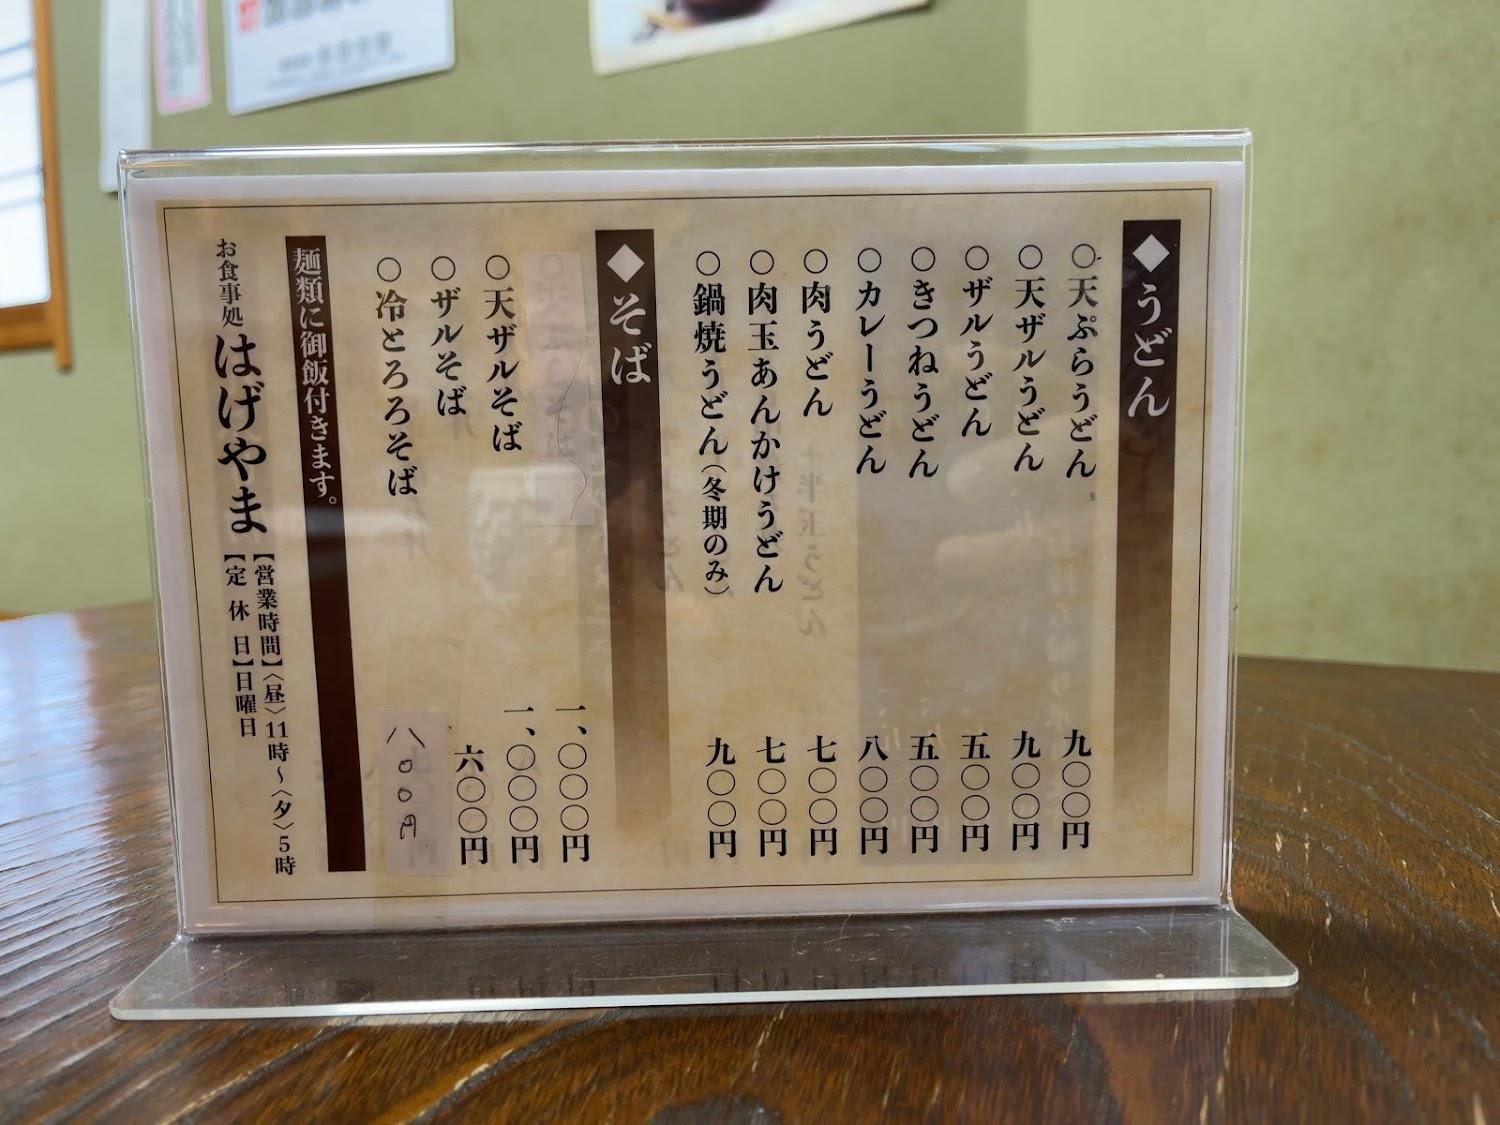 ◆うどん
○天ぷらうどん 九〇〇円
○天ザルうどん 九〇〇円
○ザルうどん 五〇〇円
○きつねうどん 五〇〇円
○カレーうどん 八〇〇円
○肉うどん 七〇〇円
○肉玉あんかけうどん 七〇〇円
○鍋焼うどん(冬期のみ) 九〇〇円
◆そば
一、〇〇〇円
○天ザルそば 一、〇〇〇円
○ザルそば 六〇〇円
○冷とろろそば 八〇〇円
麺類に御飯付きます。
お食事処 はげやま
【営業時間】〈昼〉11時～〈夕〉5時
【定休日】日曜日